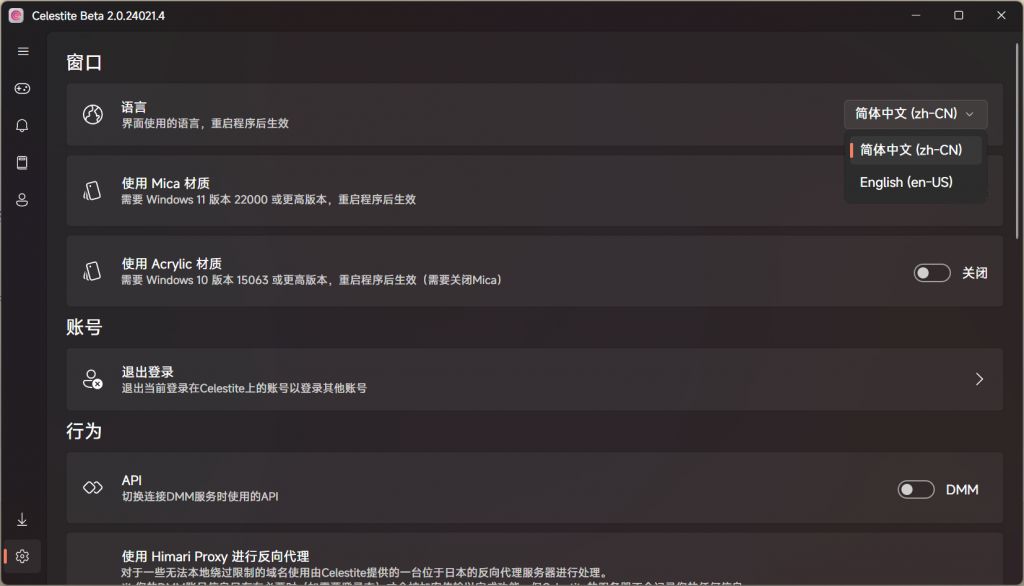 Celestite Beta 2.0.24021.4
窗口
语言
界面使用的语言，重启程序后生效
简体中文 (zh-CN)
简体中文 (zh-CN)
English (en-US)
使用 Mica 材质
需要 Windows 11 版本 22000 或更高版本，重启程序后生效
使用 Acrylic 材质
需要 Windows 10 版本 15063 或更高版本，重启程序后生效（需要关闭Mica）
关闭
账号
退出登录
退出当前登录在Celestite上的账号以登录其他账号
行为
API
切换连接DMM服务时使用的API
DMM
使用 Himari Proxy 进行反向代理
对于一些无法本地绕过限制的域名使用由Celestite提供的一台位于日本的反向代理服务器进行处理。